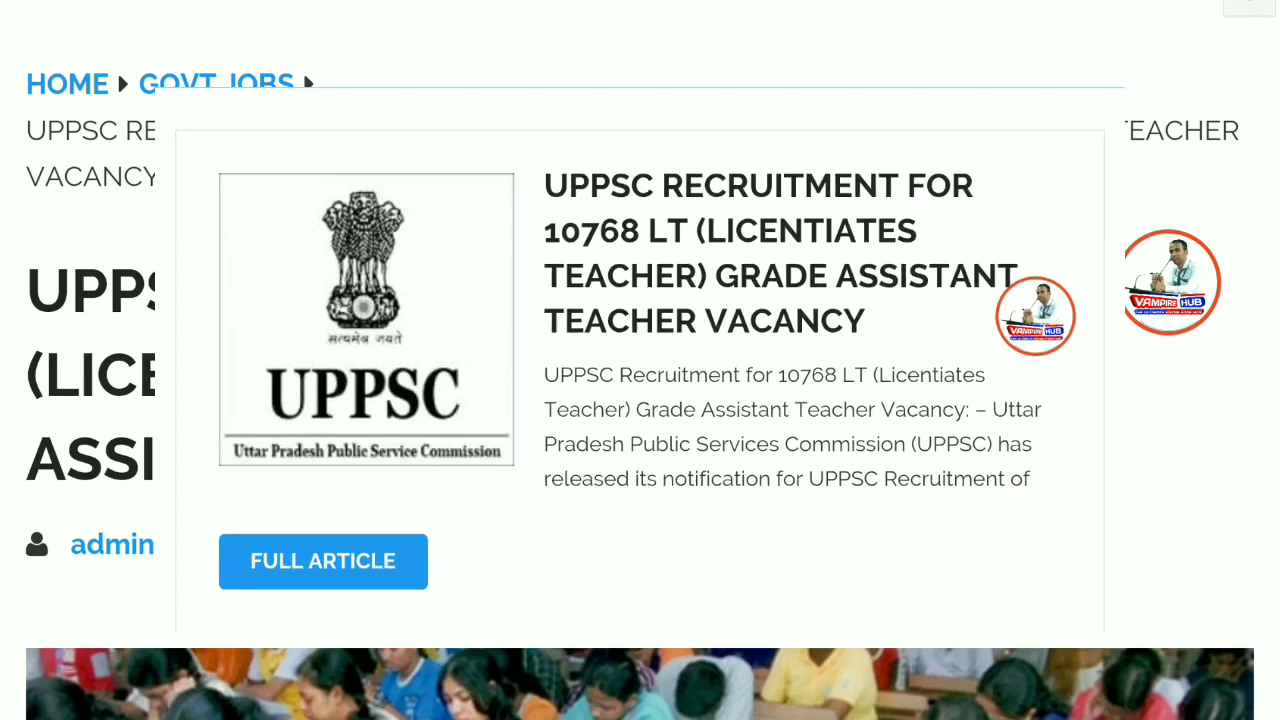 HOME GOVT JOBS
UPPSC RE
TEACHER
VACANCY
UPPS
(LICE
ASSI
admin
सत्यमेव जयते
UPPSC
Uttar Pradesh Public Service Commission
UPPSC RECRUITMENT FOR
10768 LT (LICENTIATES
TEACHER) GRADE ASSISTANT
TEACHER VACANCY
UPPSC Recruitment for 10768 LT (Licentiates
Teacher) Grade Assistant Teacher Vacancy: – Uttar
Pradesh Public Services Commission (UPPSC) has
released its notification for UPPSC Recruitment of
FULL ARTICLE
VAMPIRE HUB
VAMPIRE HUB